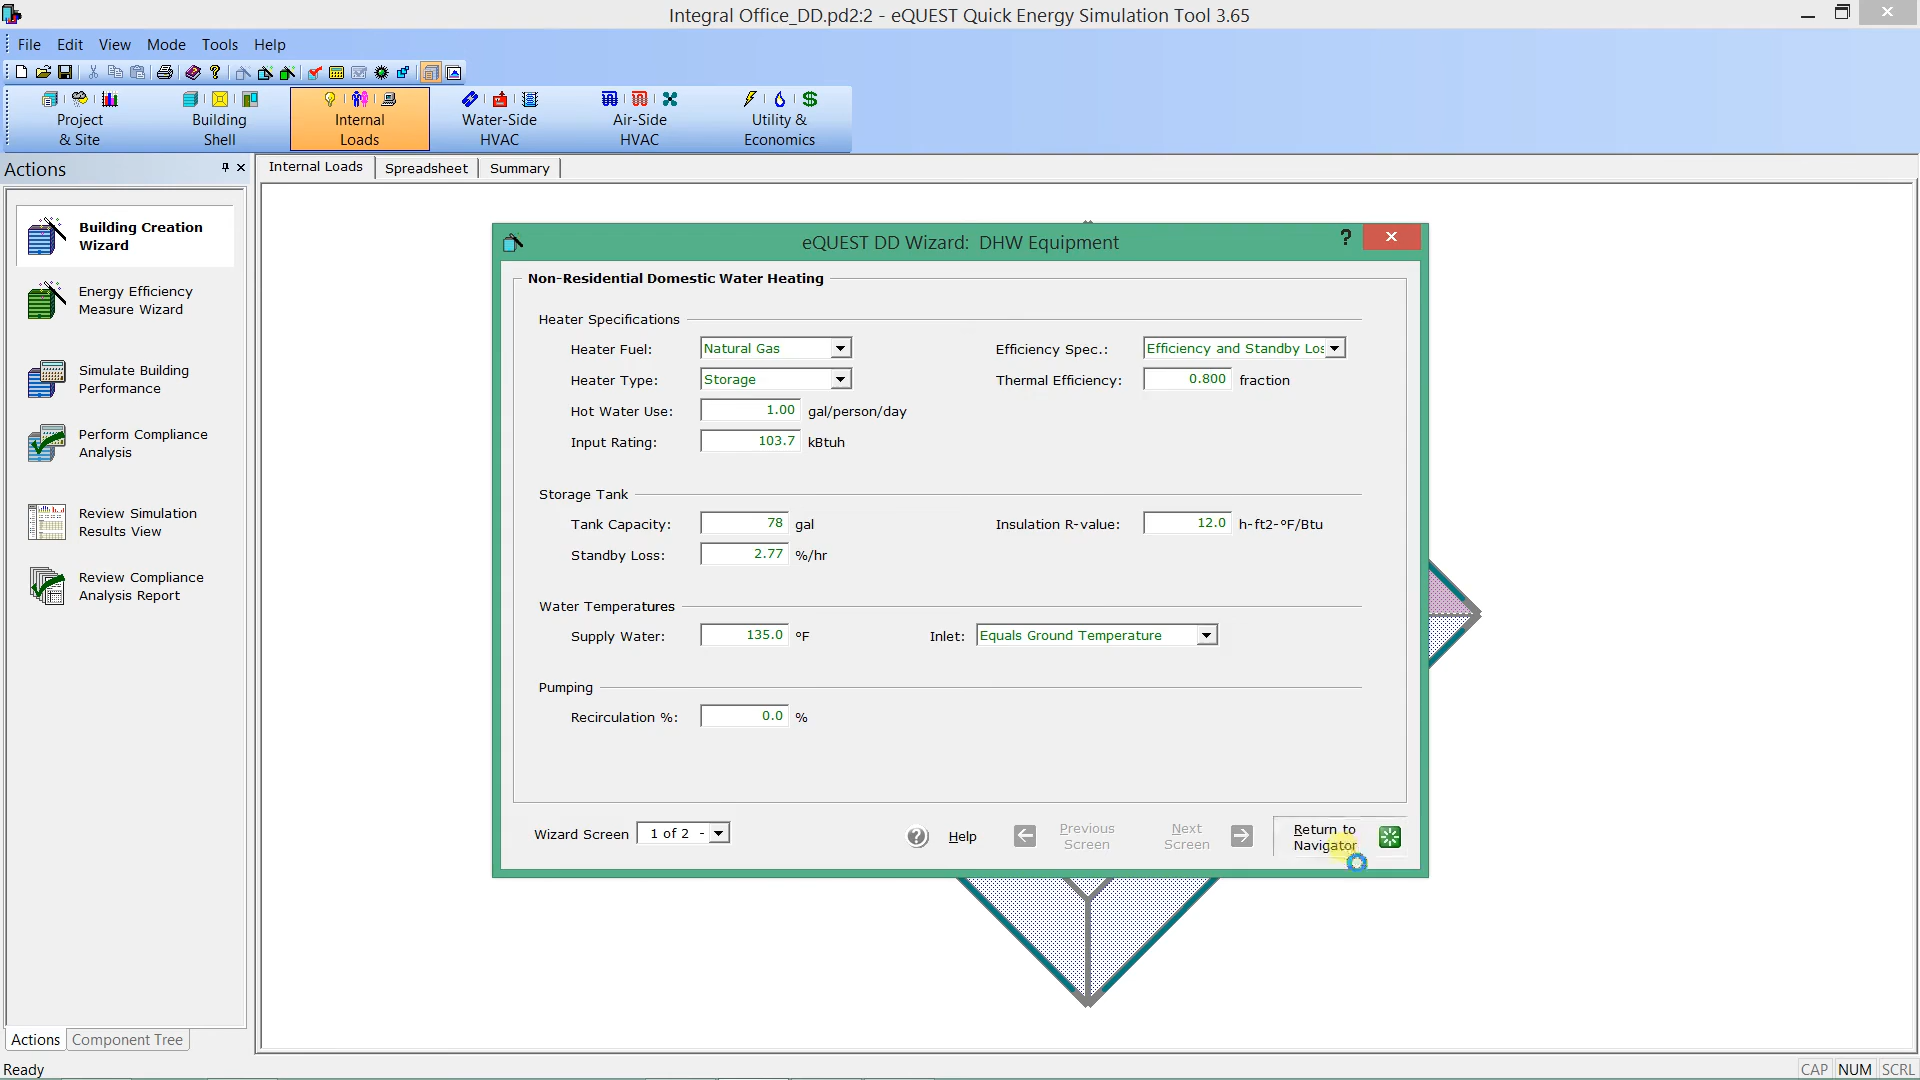 Integral Office_DD.pd2:2 - eQUEST Quick Energy Simulation Tool 3.65
File Edit View Mode Tools Help
Project & Site
Building Shell
Internal Loads
Water-Side HVAC
Air-Side HVAC
Utility & Economics
Actions
Internal Loads Spreadsheet Summary
Building Creation
Wizard
Energy Efficiency
Measure Wizard
Simulate Building
Performance
Perform Compliance
Analysis
Review Simulation
Results View
Review Compliance
Analysis Report
eQUEST DD Wizard: DHW Equipment
Non-Residential Domestic Water Heating
Heater Specifications
Heater Fuel: Natural Gas Efficiency Spec.: Efficiency and Standby Los
Heater Type: Storage Thermal Efficiency: 0.800 fraction
Hot Water Use: 1.00 gal/person/day
Input Rating: 103.7 kBtuh
Storage Tank
Tank Capacity: 78 gal Insulation R-value: 12.0 h-ft2-°F/Btu
Standby Loss: 2.77 %/hr
Water Temperatures
Supply Water: 135.0 °F Inlet: Equals Ground Temperature
Pumping
Recirculation %: 0.0 %
Wizard Screen 1 of 2 -
Help
Previous Screen
Next Screen
Return to Navigator
Actions Component Tree
Ready CAP NUM SCRL